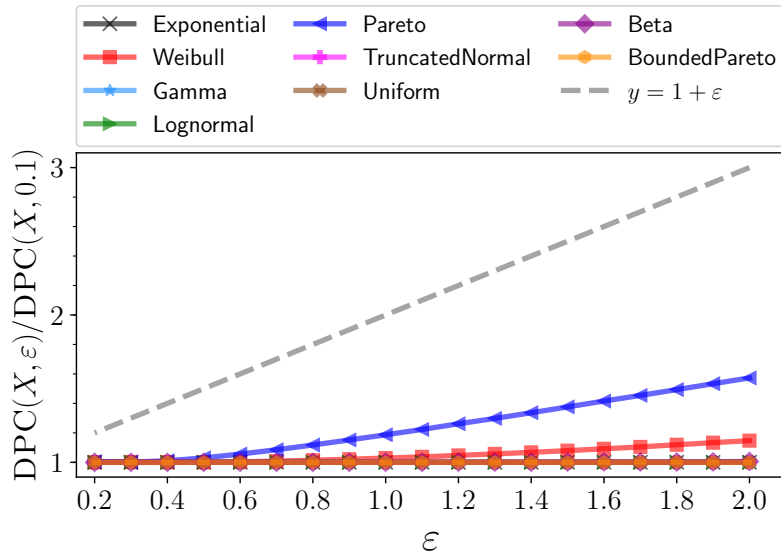 Exponential Pareto Beta
Weibull TruncatedNormal BoundedPareto
Gamma Uniform y = 1 + ε
Lognormal
DPC(X, ε)/DPC(X, 0.1)
3
2
1
0.2 0.4 0.6 0.8 1.0 1.2 1.4 1.6 1.8 2.0
ε